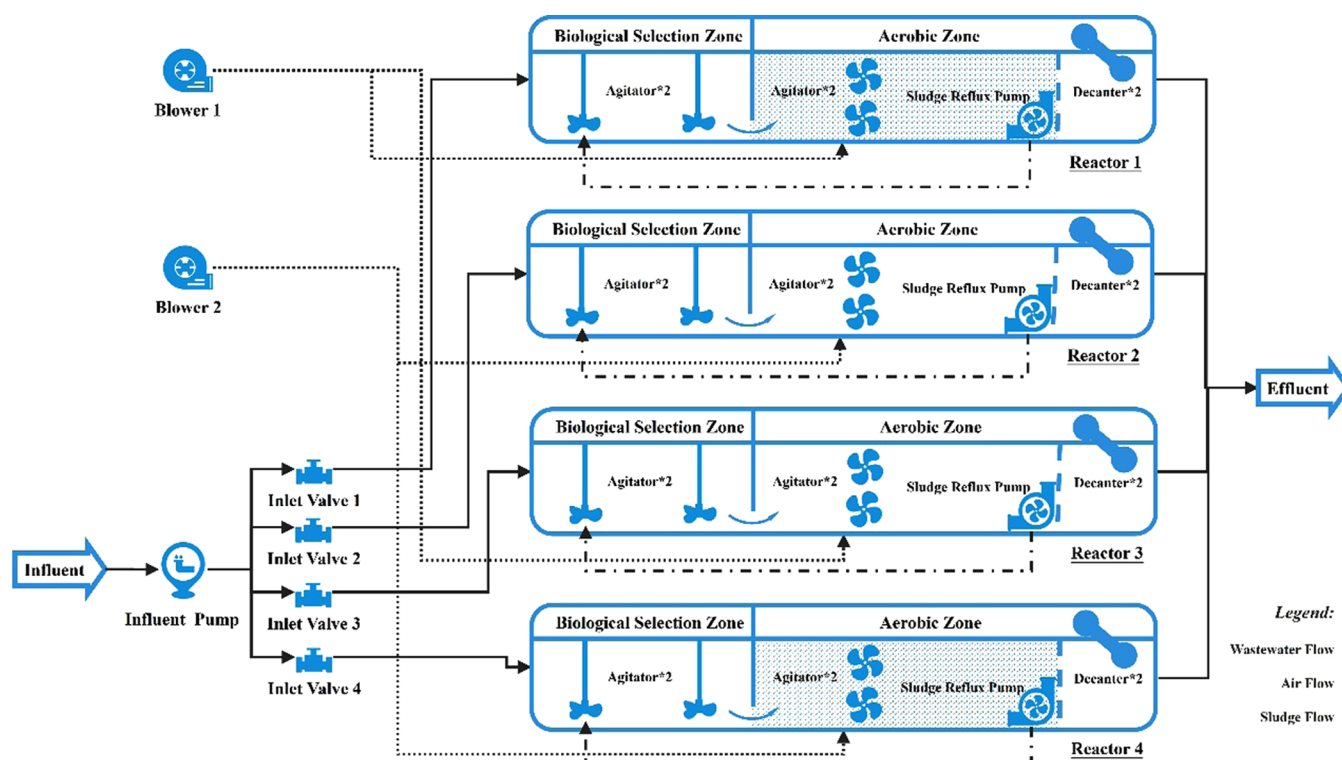 Biological Selection Zone
Aerobic Zone
Agitator*2
Agitator*2
Sludge Reflux Pump
Decanter*2
Reactor 1
Blower 1
Biological Selection Zone
Aerobic Zone
Agitator*2
Agitator*2
Sludge Reflux Pump
Decanter*2
Reactor 2
Blower 2
Effluent
Biological Selection Zone
Aerobic Zone
Agitator*2
Agitator*2
Sludge Reflux Pump
Decanter*2
Reactor 3
Inlet Valve 1
Inlet Valve 2
Influent
Influent Pump
Inlet Valve 3
Inlet Valve 4
Biological Selection Zone
Aerobic Zone
Agitator*2
Agitator*2
Sludge Reflux Pump
Decanter*2
Reactor 4
Legend:
Wastewater Flow
Air Flow
Sludge Flow